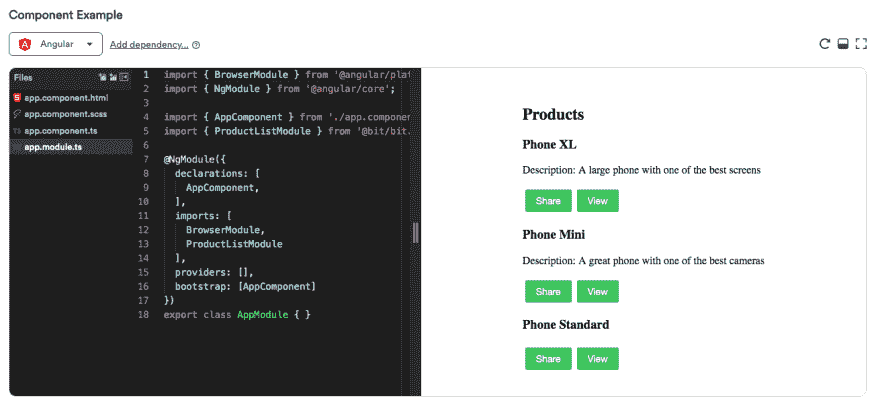 Component Example
Angular
Add dependency...
Files
app.component.html
app.component.scss
app.component.ts
app.module.ts
1 import { BrowserModule } from '@angular/plat
2 import { NgModule } from '@angular/core';
3
4 import { AppComponent } from './app.component
5 import { ProductListModule } from '@bit/bit.
6
7 @NgModule({
8 declarations: [
9 AppComponent,
10 ],
11 imports: [
12 BrowserModule,
13 ProductListModule
14 ],
15 providers: [],
16 bootstrap: [AppComponent]
17 })
18 export class AppModule { }
Products
Phone XL
Description: A large phone with one of the best screens
Share View
Phone Mini
Description: A great phone with one of the best cameras
Share View
Phone Standard
Share View